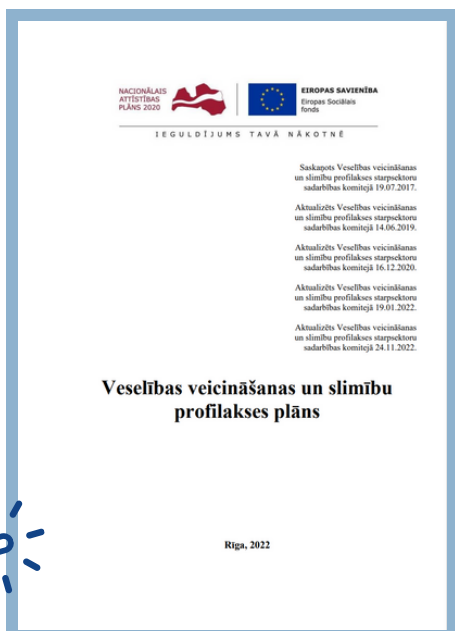 NACIONĀLAIS
ATTĪSTĪBAS
PLĀNS 2020
EIROPAS SAVIENĪBA
Eiropas Sociālais
fonds
IEGULDĪJUMS TAVĀ NĀKOTNĒ
Saskaņots Veselības veicināšanas
un slimību profilakses starpsektoru
sadarbības komitejā 19.07.2017.
Aktualizēts Veselības veicināšanas
un slimību profilakses starpsektoru
sadarbības komitejā 14.06.2019.
Aktualizēts Veselības veicināšanas
un slimību profilakses starpsektoru
sadarbības komitejā 16.12.2020.
Aktualizēts Veselības veicināšanas
un slimību profilakses starpsektoru
sadarbības komitejā 19.01.2022.
Aktualizēts Veselības veicināšanas
un slimību profilakses starpsektoru
sadarbības komitejā 24.11.2022.
Veselības veicināšanas un slimību
profilakses plāns
Rīga, 2022